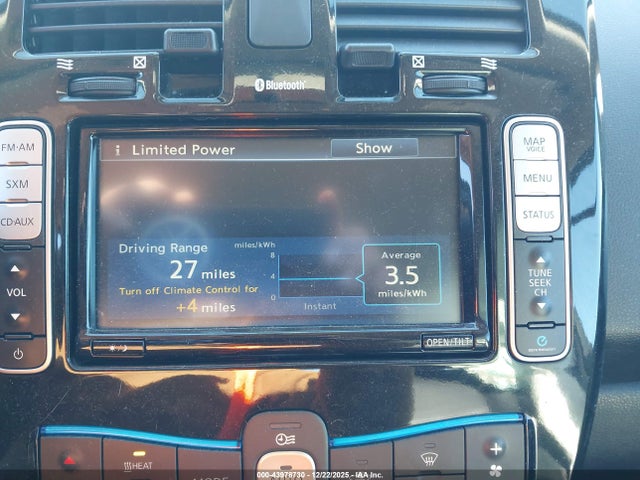 Bluetooth®
FM·AM
SXM
CD·AUX
VOL
i Limited Power
Show
Driving Range
27 miles
Turn off Climate Control for
+4 miles
miles/kWh
8
4
0
Instant
Average
3.5
miles/kWh
OPEN/TILT
MAP
VOICE
MENU
STATUS
TUNE
SEEK
CH
HEAT
MODE
+
000-43978730 - 12/22/2025 - IAA, Inc.